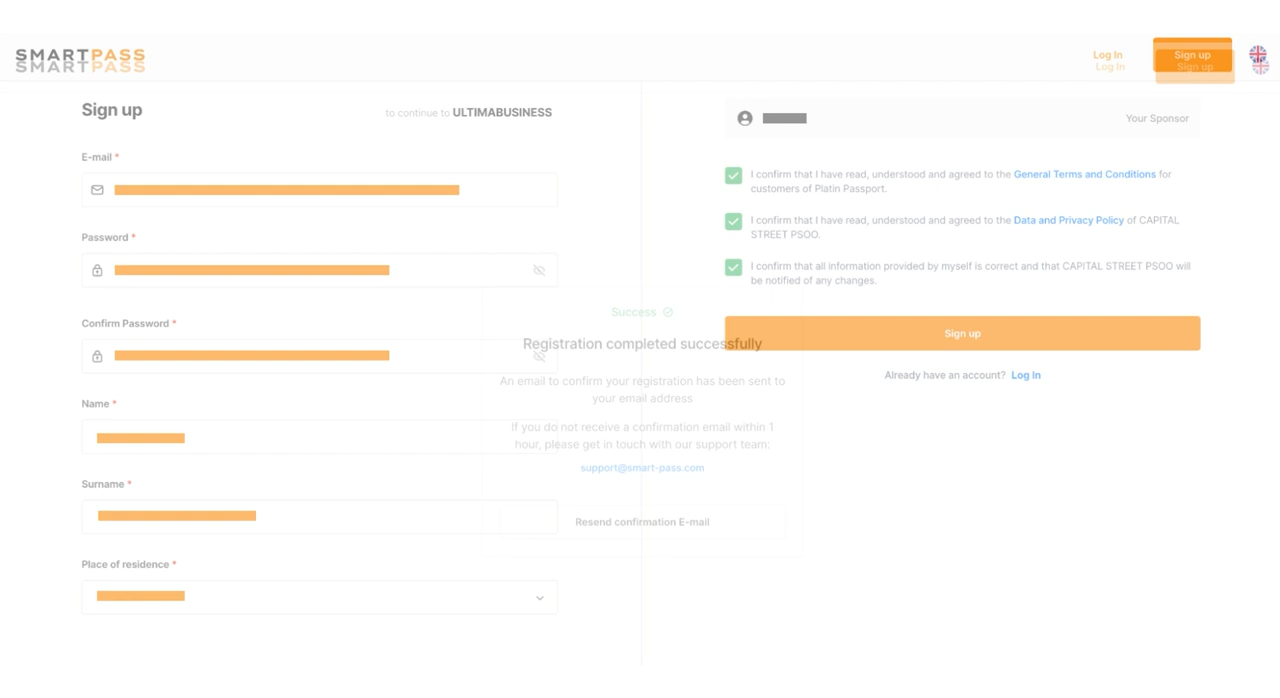 SMARTPASS
SMARTPASS
Log In
Log In
Sign up
Sign up
Sign up
to continue to ULTIMABUSINESS
E-mail *
Password *
Confirm Password *
Name *
Surname *
Place of residence *
Your Sponsor
I confirm that I have read, understood and agreed to the General Terms and Conditions for
customers of Platin Passport.
I confirm that I have read, understood and agreed to the Data and Privacy Policy of CAPITAL
STREET PSOO.
I confirm that all information provided by myself is correct and that CAPITAL STREET PSOO will
be notified of any changes.
Sign up
Already have an account? Log In
Success
Registration completed successfully
An email to confirm your registration has been sent to
your email address
If you do not receive a confirmation email within 1
hour, please get in touch with our support team:
support@smart-pass.com
Resend confirmation E-mail